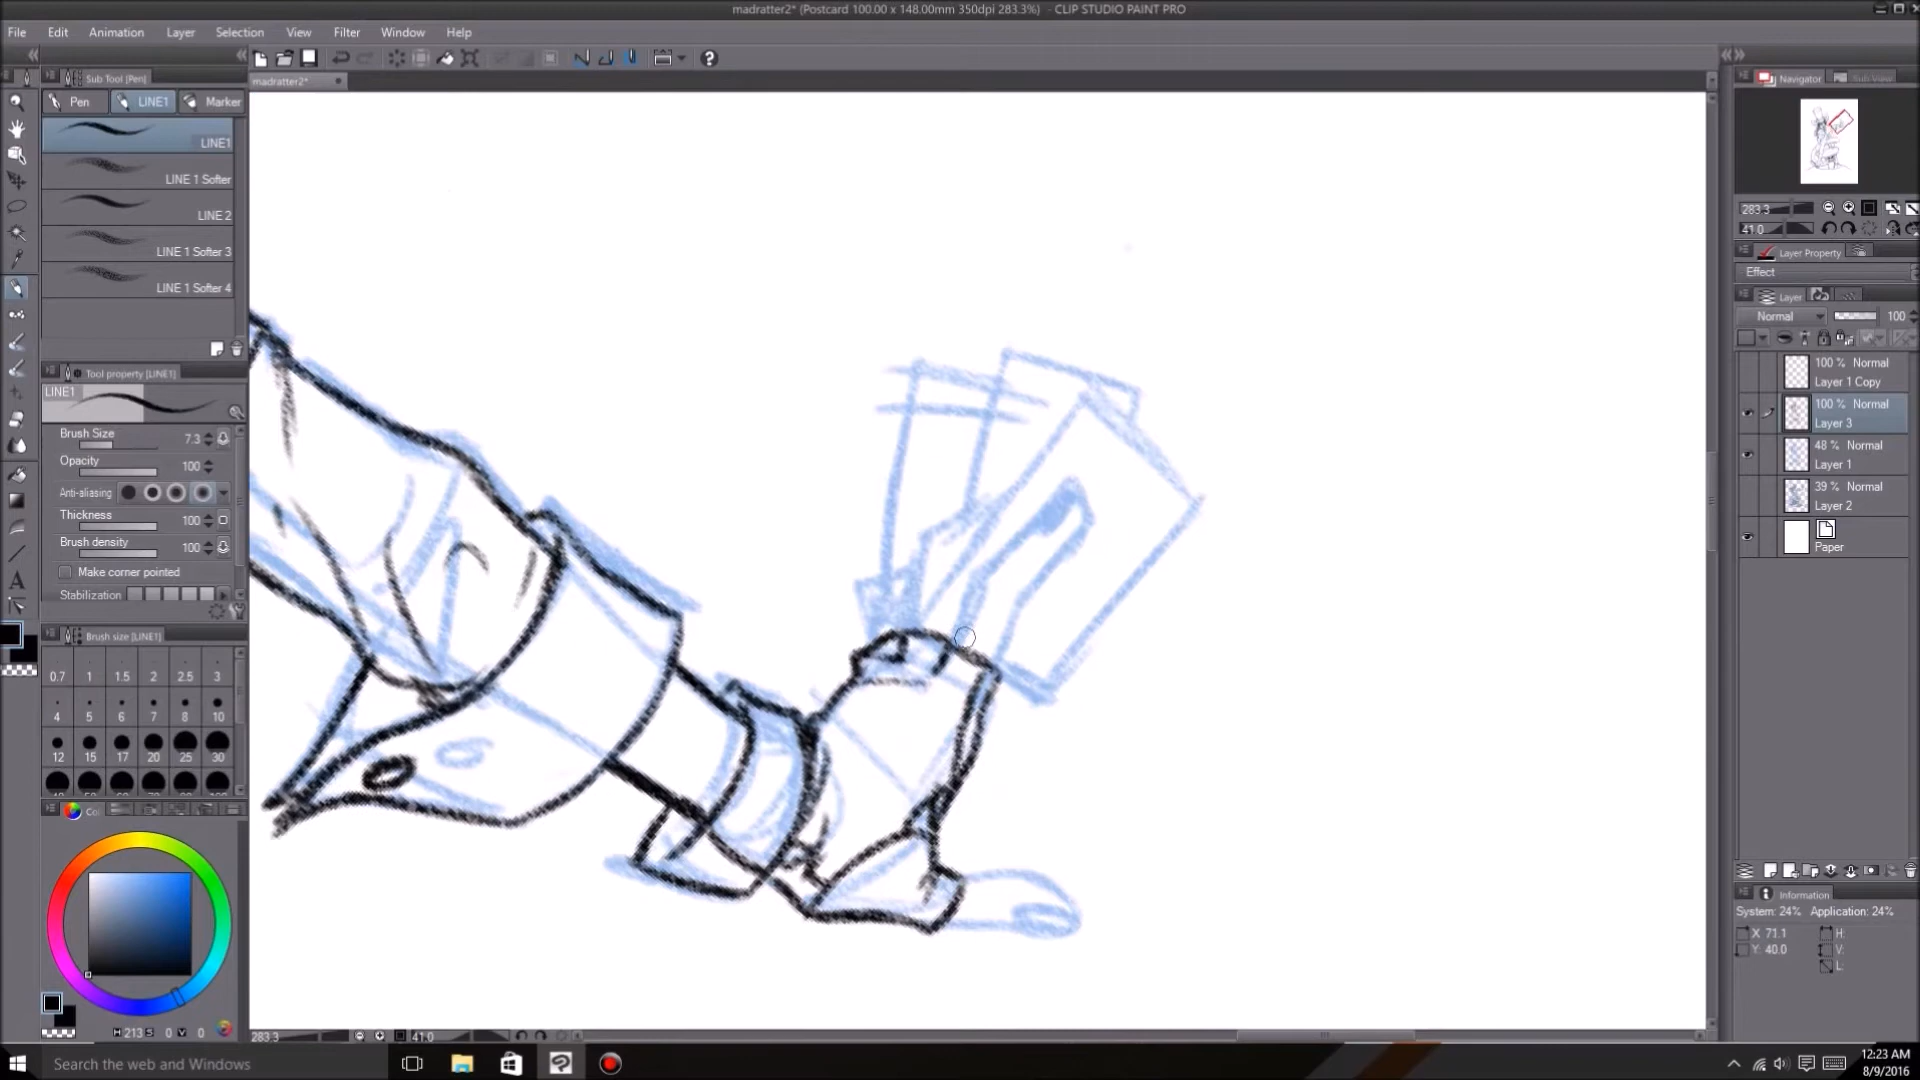 madratter2* (Postcard 100.00 x 148.00mm 350dpi 283.3%) - CLIP STUDIO PAINT PRO
File Edit Animation Layer Selection View Filter Window Help
Sub Tool [Pen]
madratter2*
Navigator Sub View
Pen LINE1 Marker
LINE1
LINE 1 Softer
LINE 2
LINE 1 Softer 3
LINE 1 Softer 4
283.3
41.0
Layer Property
Effect
Layer
Normal 100
100 % Normal
Layer 1 Copy
100 % Normal
Layer 3
48 % Normal
Layer 1
39 % Normal
Layer 2
Paper
Tool property [LINE1]
LINE1
Brush Size 7.3
Opacity 100
Anti-aliasing
Thickness 100
Brush density 100
Make corner pointed
Stabilization
Brush size [LINE1]
0.7 1 1.5 2 2.5 3
4 5 6 7 8 10
12 15 17 20 25 30
Co
H 213 S 0 V 0
Information
System: 24% Application: 24%
X 71.1 H:
Y: 40.0 V:
L:
283.3 41.0
Search the web and Windows
12:23 AM
8/9/2016